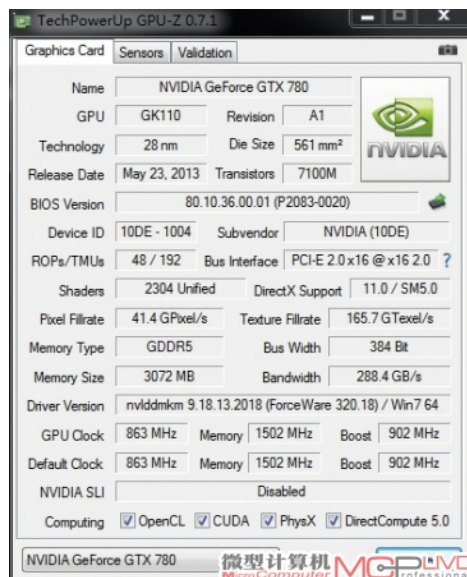 TechPowerUp GPU-Z 0.7.1
Graphics Card Sensors Validation
Name NVIDIA GeForce GTX 780
GPU GK110 Revision A1
Technology 28 nm Die Size 561 mm²
Release Date May 23, 2013 Transistors 7100M
NVIDIA
BIOS Version 80.10.36.00.01 (P2083-0020)
Device ID 10DE - 1004 Subvendor NVIDIA (10DE)
ROPs/TMUs 48 / 192 Bus Interface PCI-E 2.0 x16 @ x16 2.0 ?
Shaders 2304 Unified DirectX Support 11.0 / SM5.0
Pixel Fillrate 41.4 GPixel/s Texture Fillrate 165.7 GTexel/s
Memory Type GDDR5 Bus Width 384 Bit
Memory Size 3072 MB Bandwidth 288.4 GB/s
Driver Version nvlddmkm 9.18.13.2018 (ForceWare 320.18) / Win7 64
GPU Clock 863 MHz Memory 1502 MHz Boost 902 MHz
Default Clock 863 MHz Memory 1502 MHz Boost 902 MHz
NVIDIA SLI Disabled
Computing OpenCL CUDA PhysX DirectCompute 5.0
NVIDIA GeForce GTX 780
微型计算机
MicroComputer